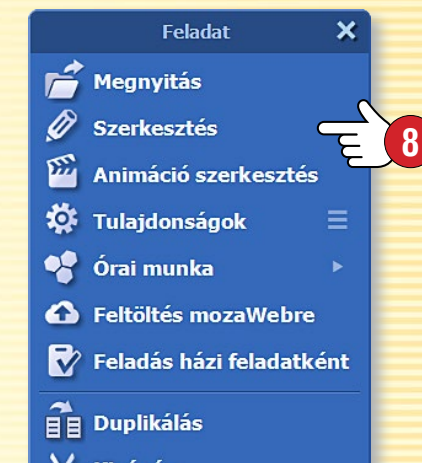 Feladat
Megnyitás
Szerkesztés
8
Animáció szerkesztés
Tulajdonságok
Órai munka
Feltöltés mozaWebre
Feladás házi feladatként
Duplikálás